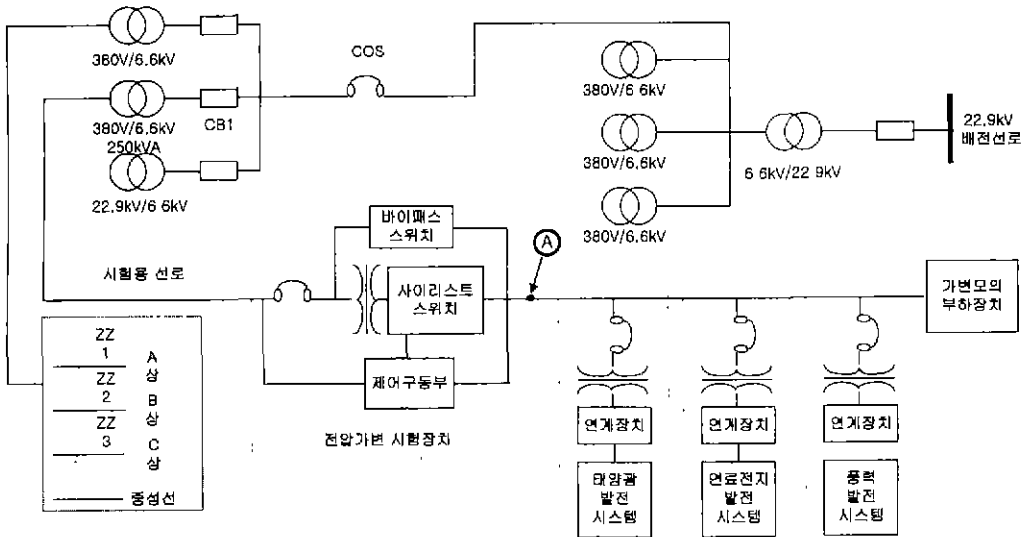 380V/6.6kV
380V/6.6kV
250kVA
CB1
22.9kV/6 6kV
COS
380V/6 6kV
380V/6.6kV
380V/6.6kV
6 6kV/22 9kV
22.9kV
배전선로
시험용 선로
바이패스
스위치
사이리스트
스위치
제어구동부
전압가변 시험장치
A
가변모의
부하장치
ZZ
1
A
상
ZZ
2
B
상
ZZ
3
C
상
중성선
연계장치
연계장치
연계장치
태양광
발전
시스템
연료전지
발전
시스템
풍력
발전
시스템